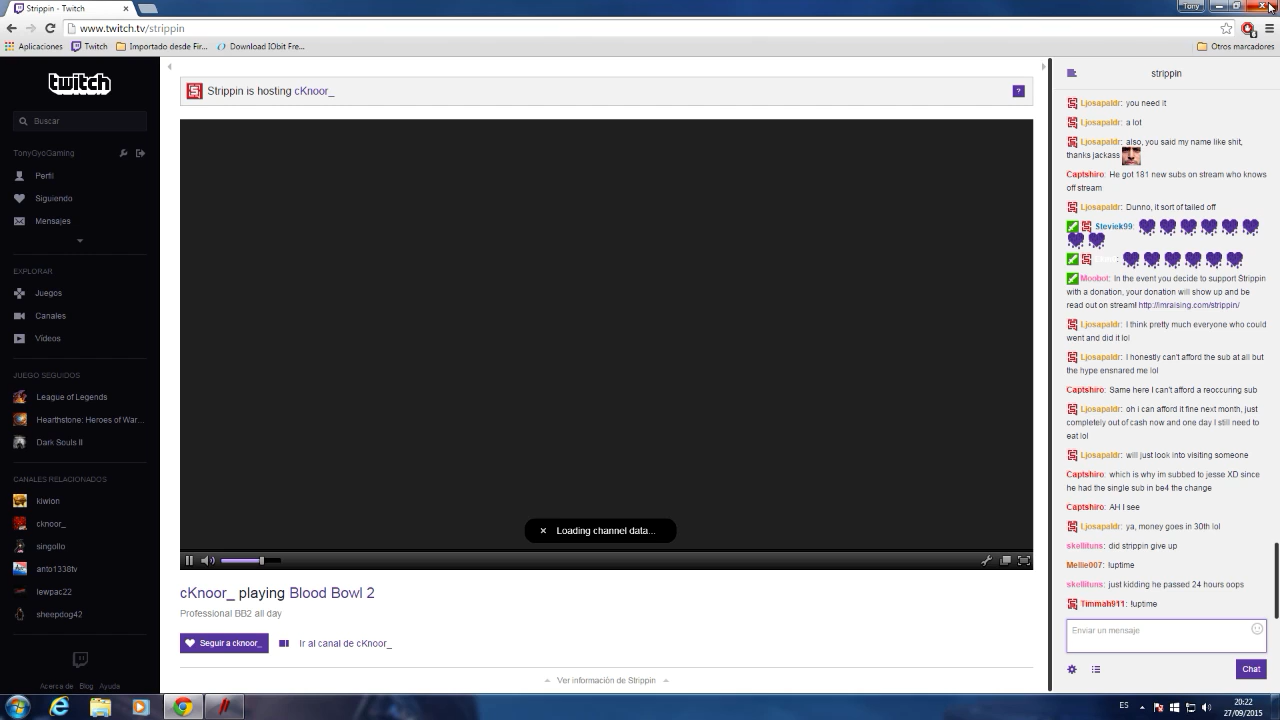 Strippin - Twitch
Tony
www.twitch.tv/strippin
Aplicaciones
Twitch
Importado desde Fir...
Download IObit Fre...
Otros marcadores
twitch
Buscar
TonyGyoGaming
Perfil
Siguiendo
Mensajes
EXPLORAR
Juegos
Canales
Vídeos
JUEGO SEGUIDOS
League of Legends
Hearthstone: Heroes of War...
Dark Souls II
CANALES RELACIONADOS
kiwion
cknoor_
singollo
anto1338tv
lewpac22
sheepdog42
Acerca de Blog Ayuda
Strippin is hosting cKnoor_
?
Loading channel data...
cKnoor_ playing Blood Bowl 2
Professional BB2 all day
Seguir a cknoor_
Ir al canal de cKnoor_
Ver información de Strippin
strippin
Ljosapaldr: you need it
Ljosapaldr: a lot
Ljosapaldr: also, you said my name like shit,
thanks jackass
Captshiro: He got 181 new subs on stream who knows
off stream
Ljosapaldr: Dunno, it sort of tailed off
Steviek99:
Moobot: In the event you decide to support Strippin
with a donation, your donation will show up and be
read out on stream! http://imraising.com/strippin/
Ljosapaldr: I think pretty much everyone who could
went and did it lol
Ljosapaldr: I honestly can't afford the sub at all but
the hype ensnared me lol
Captshiro: Same here I can't afford a reoccuring sub
Ljosapaldr: oh i can afford it fine next month, just
completely out of cash now and one day I still need to
eat lol
Ljosapaldr: will just look into visiting someone
Captshiro: which is why im subbed to jesse XD since
he had the single sub in be4 the change
Captshiro: AH I see
Ljosapaldr: ya, money goes in 30th lol
skellituns: did strippin give up
Mellie007: !uptime
skellituns: just kidding he passed 24 hours oops
Timmah911: !uptime
Enviar un mensaje
Chat
ES
20:22
27/09/2015